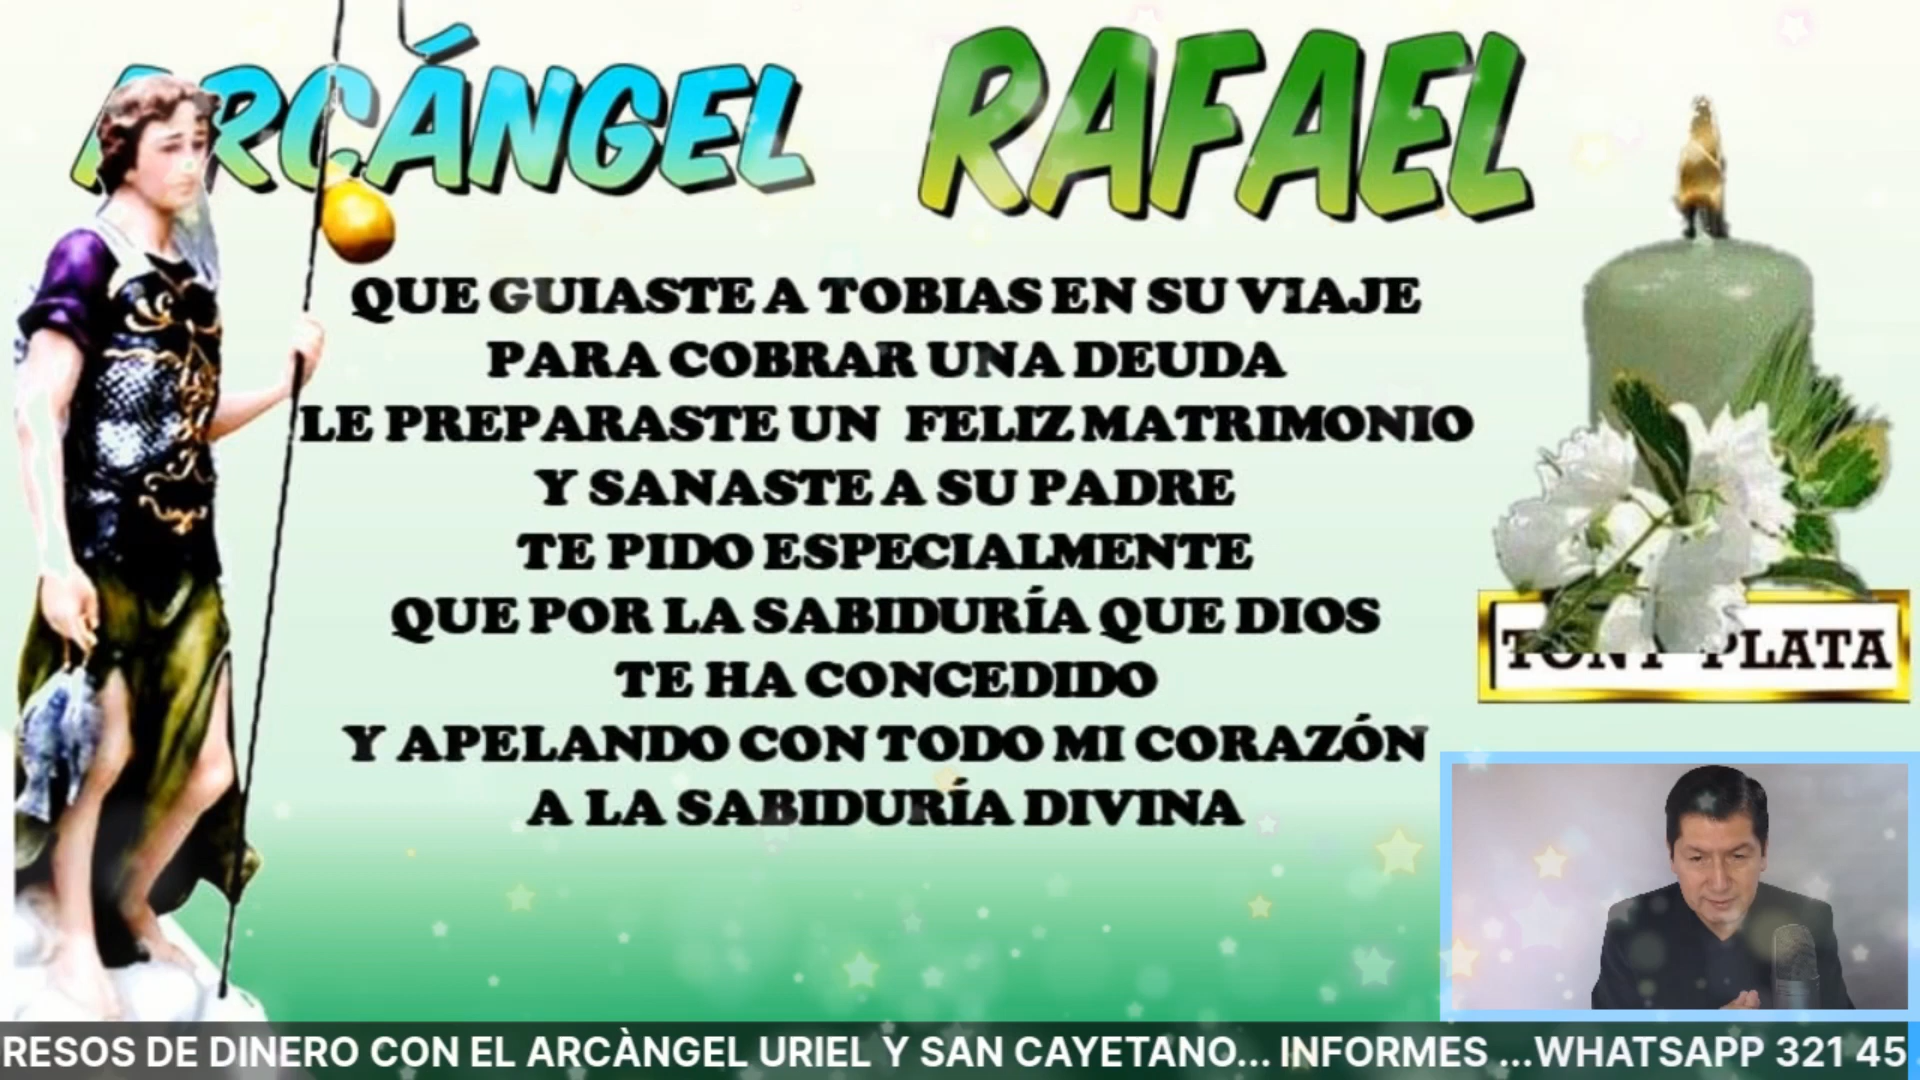 ARCÁNGEL RAFAEL
QUE GUIASTE A TOBIAS EN SU VIAJE
PARA COBRAR UNA DEUDA
LE PREPARASTE UN FELIZ MATRIMONIO
Y SANASTE A SU PADRE
TE PIDO ESPECIALMENTE
QUE POR LA SABIDURÍA QUE DIOS
TE HA CONCEDIDO
Y APELANDO CON TODO MI CORAZÓN
A LA SABIDURÍA DIVINA
TONY PLATA
RESOS DE DINERO CON EL ARCÀNGEL URIEL Y SAN CAYETANO... INFORMES ...WHATSAPP 321 45